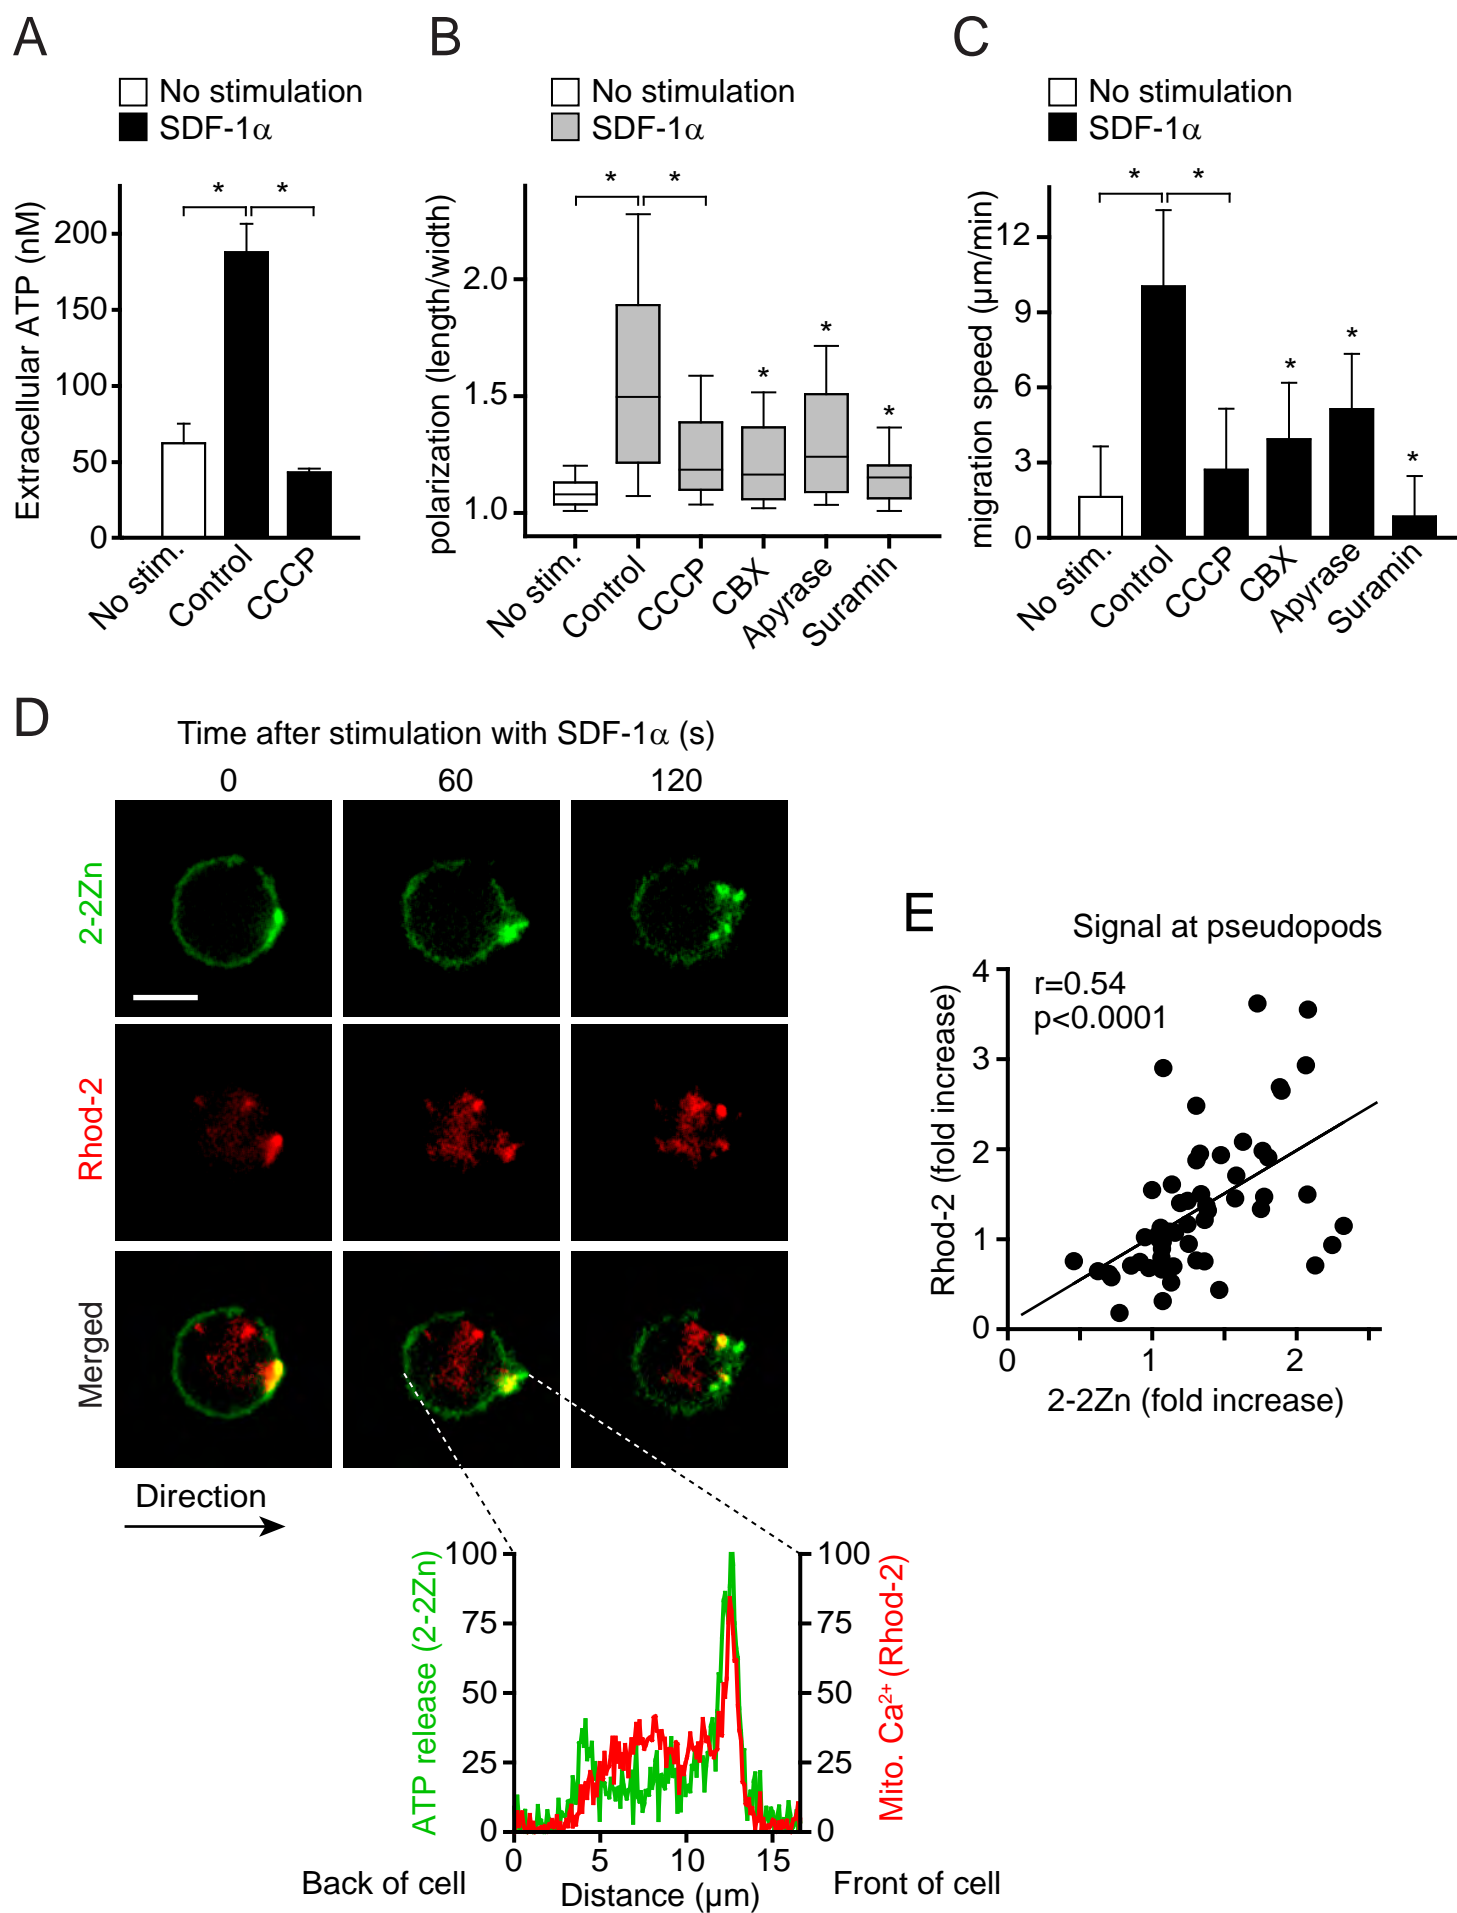 A
No stimulation
SDF-1α
Extracellular ATP (nM)
200
150
100
50
0
* *
No stim.
Control
CCCP
B
No stimulation
SDF-1α
polarization (length/width)
2.0
1.5
1.0
* *
* * *
No stim.
Control
CCCP
CBX
Apyrase
Suramin
C
No stimulation
SDF-1α
migration speed (µm/min)
12
9
6
3
0
* *
* * *
No stim.
Control
CCCP
CBX
Apyrase
Suramin
D
Time after stimulation with SDF-1α (s)
0 60 120
2-2Zn
Rhod-2
Merged
Direction
ATP release (2-2Zn)
100
75
50
25
0
100
75
50
25
0
Mito. Ca2+ (Rhod-2)
0 5 10 15
Back of cell
Distance (µm)
Front of cell
E
Signal at pseudopods
r=0.54
p<0.0001
Rhod-2 (fold increase)
4
3
2
1
0
0 1 2
2-2Zn (fold increase)